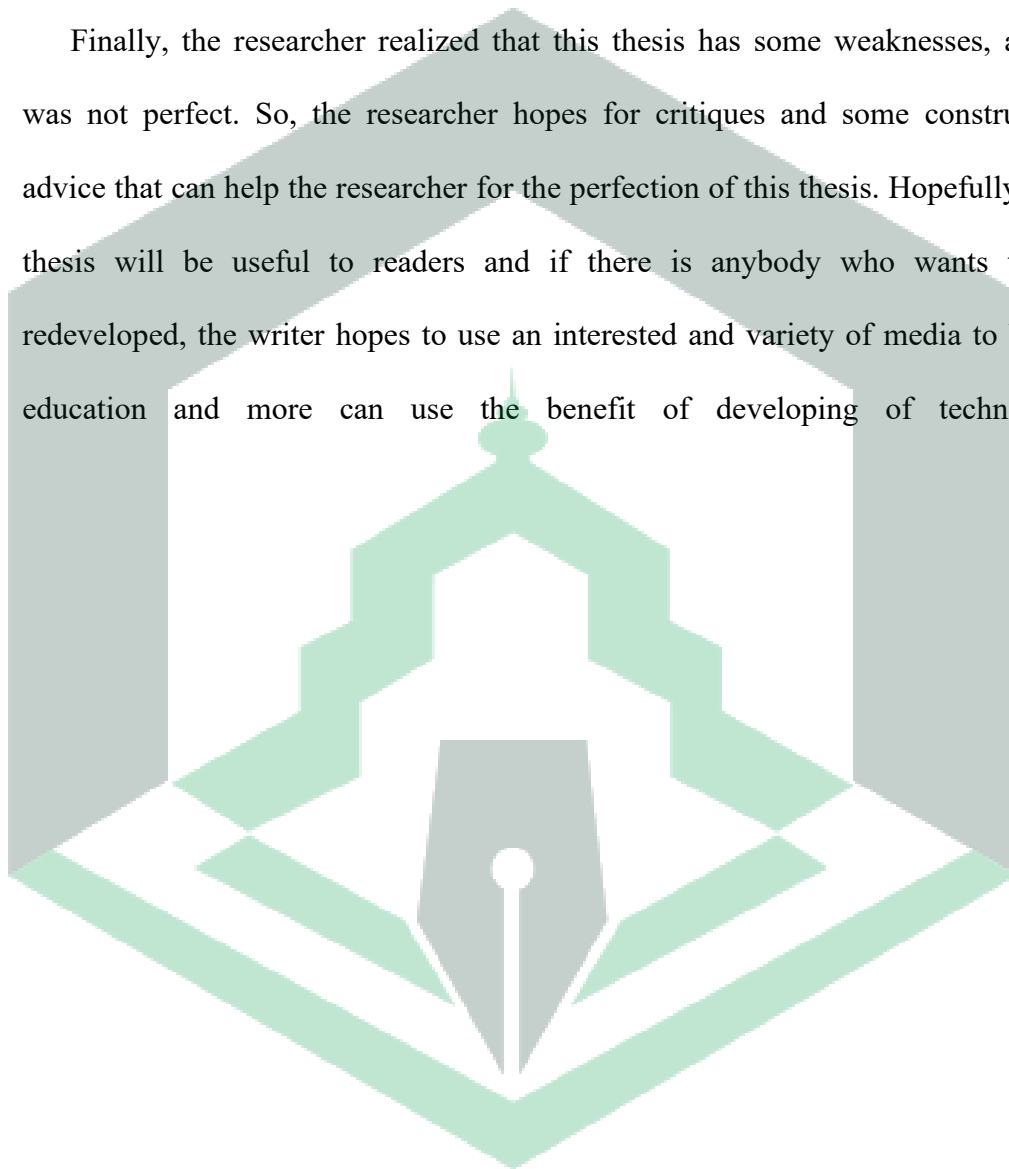 Finally, the researcher realized that this thesis has some weaknesses,
was not perfect. So, the researcher hopes for critiques and some constru
advice that can help the researcher for the perfection of this thesis. Hopefully
thesis will be useful to readers and if there is anybody who wants
redeveloped, the writer hopes to use an interested and variety of media to
education and more can use the benefit of developing of techn